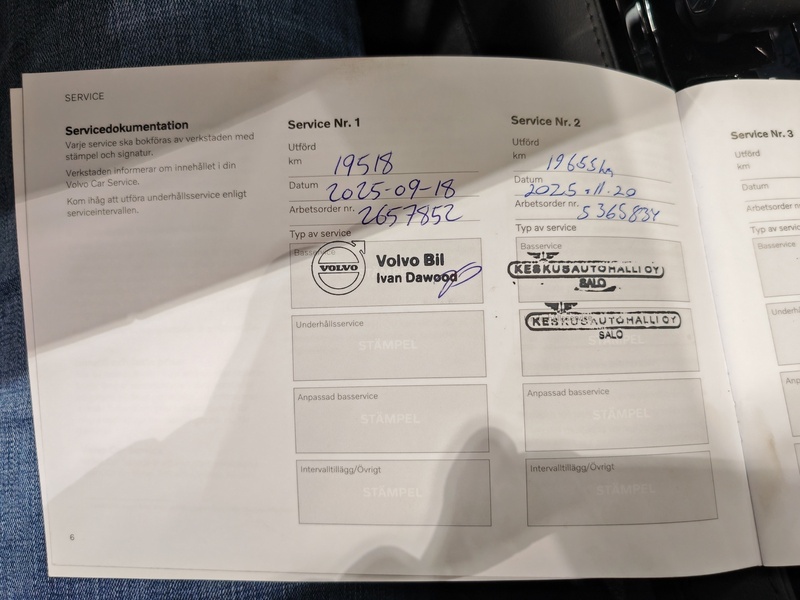 SERVICE
Servicedokumentation
Varje service ska bokföras av verkstaden med
stämpel och signatur.
Verkstaden informerar om innehållet i din
Volvo Car Service.
Kom ihåg att utföra underhållsservice enligt
serviceintervallen.
6
Service Nr. 1
Utförd
km 19518
Datum 2025-09-18
Arbetsorder nr. 2657852
Typ av service
Basservice
VOLVO
Volvo Bil
Ivan Dawood
Underhållsservice
STÄMPEL
Anpassad basservice
STÄMPEL
Intervalltillägg/Övrigt
STÄMPEL
Service Nr. 2
Utförd
km 19655km
Datum
2025.11.20
Arbetsorder nr. 5365834
Typ av service
Basservice
KESKUSAUTOHALLI OY
SALO
KESKUSAUTOHALLI OY
SALO
Anpassad basservice
STÄMPEL
Intervalltillägg/Övrigt
STÄMPEL
Service Nr. 3
Utförd
km
Datum
Arbetsorder n
Typ av service
Basservice
Underh
Anp